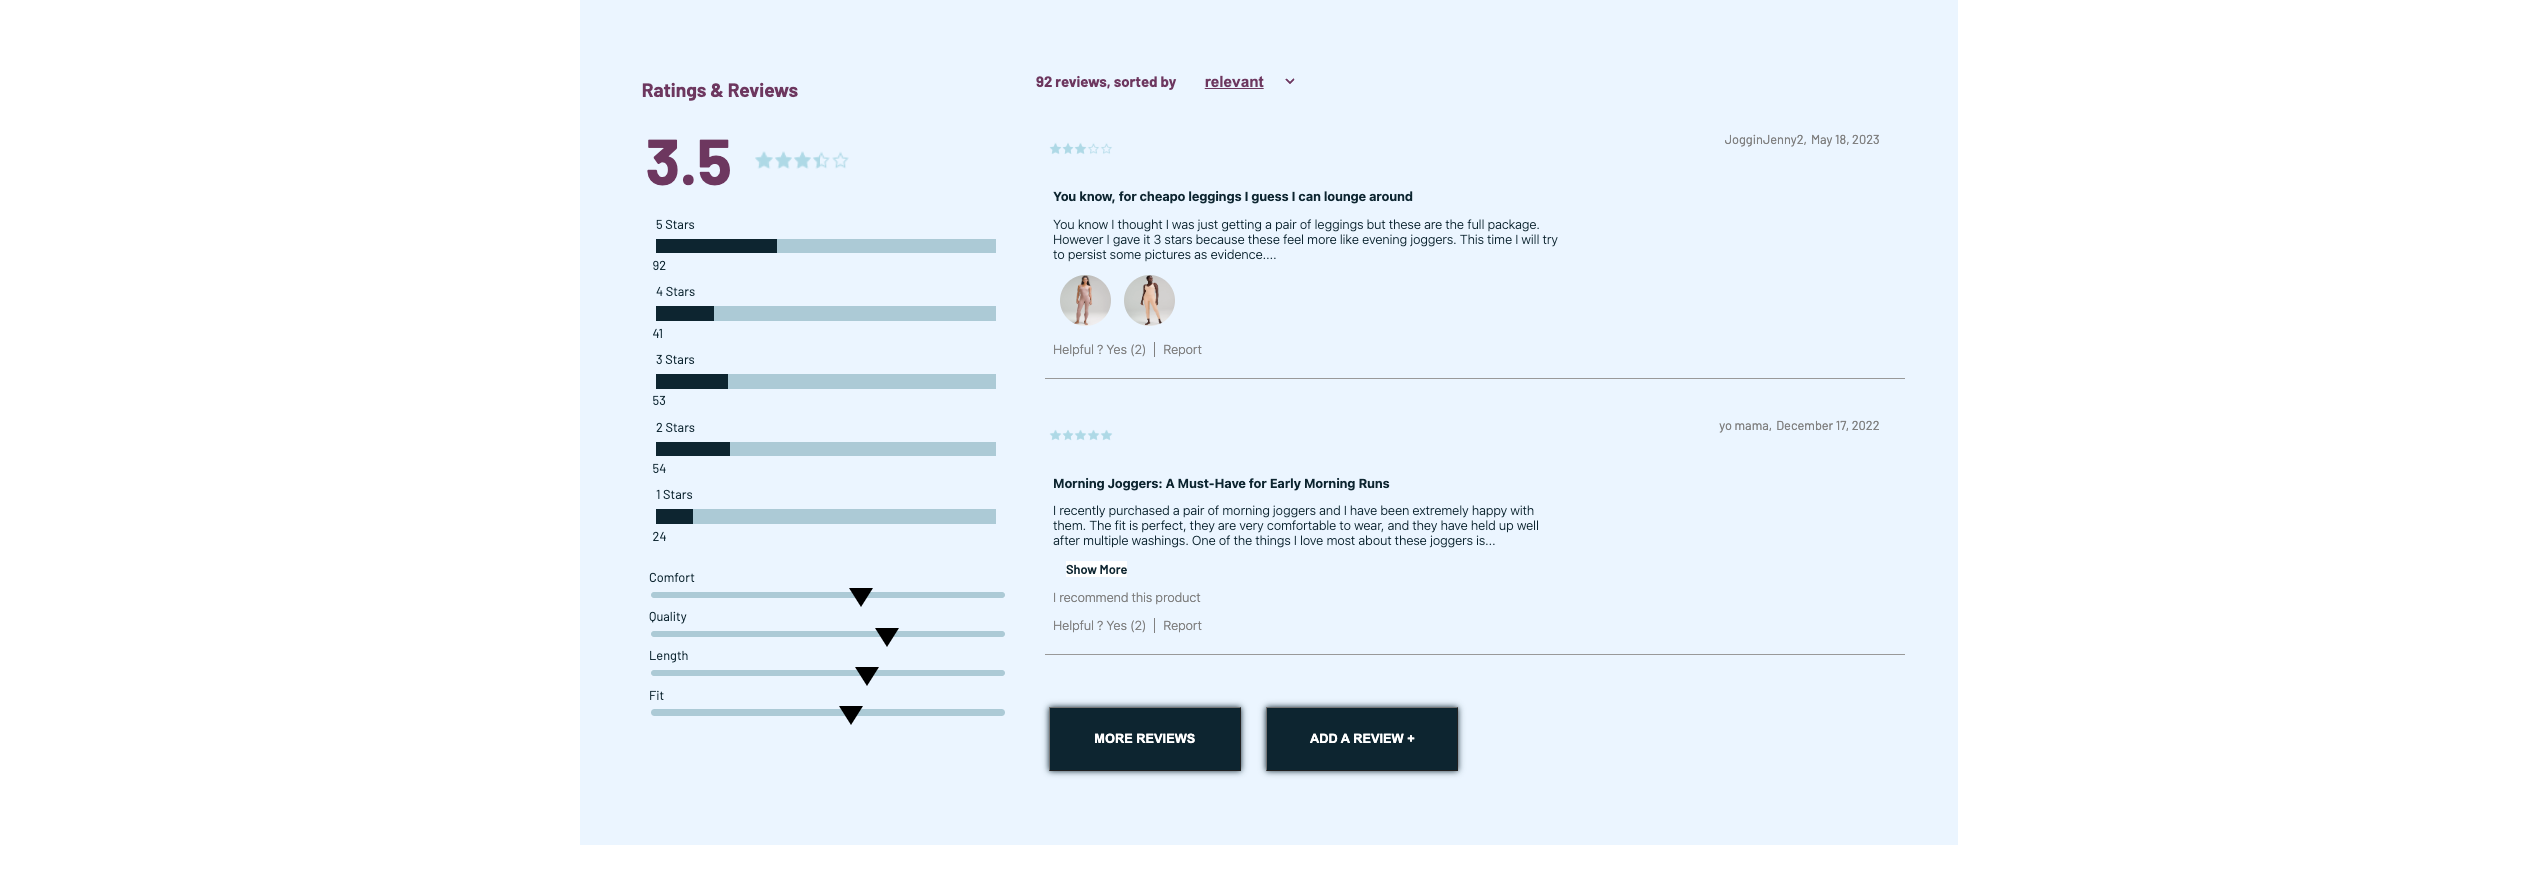 Ratings & Reviews
3.5
5 Stars
92
4 Stars
41
3 Stars
53
2 Stars
54
1 Stars
24
Comfort
Quality
Length
Fit
92 reviews, sorted by relevant
JogginJenny2, May 18, 2023
You know, for cheapo leggings I guess I can lounge around
You know I thought I was just getting a pair of leggings but these are the full package.
However I gave it 3 stars because these feel more like evening joggers. This time I will try
to persist some pictures as evidence....
Helpful ? Yes (2) | Report
yo mama, December 17, 2022
Morning Joggers: A Must-Have for Early Morning Runs
I recently purchased a pair of morning joggers and I have been extremely happy with
them. The fit is perfect, they are very comfortable to wear, and they have held up well
after multiple washings. One of the things I love most about these joggers is...
Show More
I recommend this product
Helpful ? Yes (2) | Report
MORE REVIEWS
ADD A REVIEW +